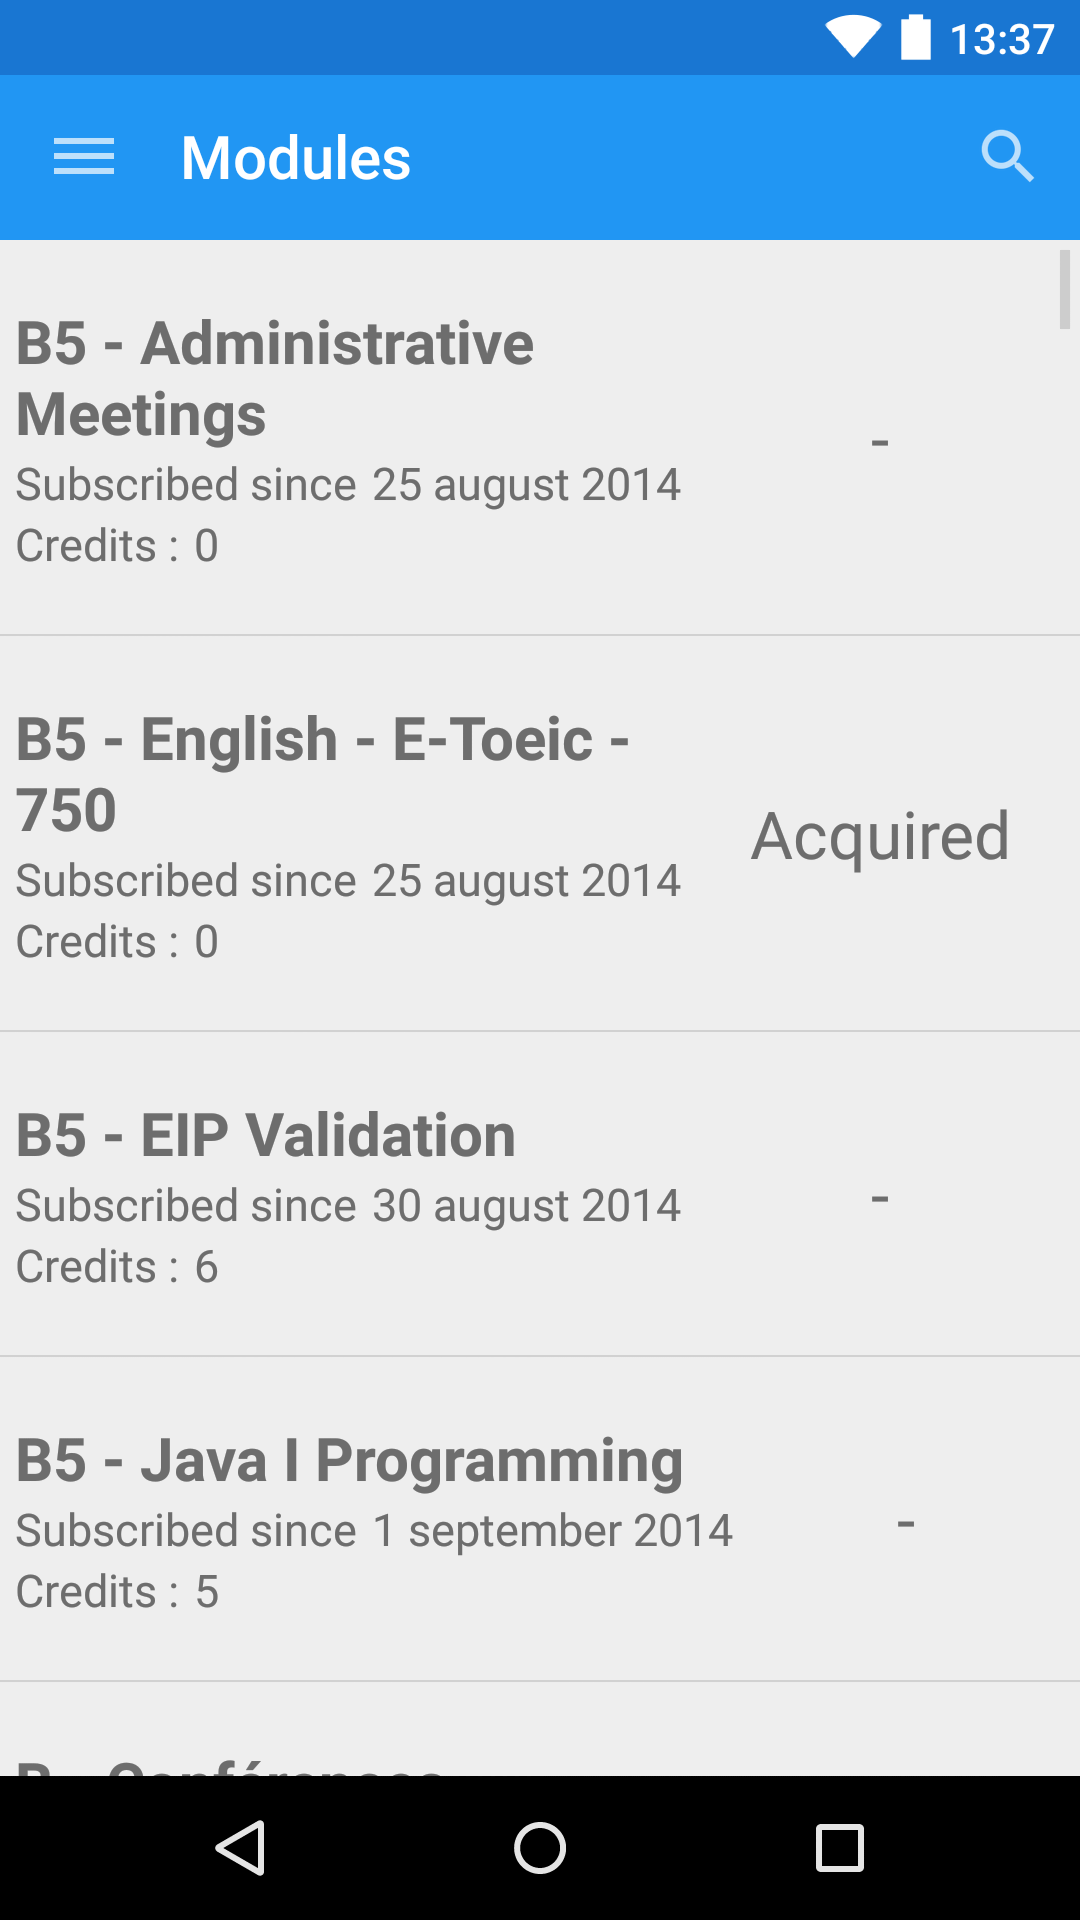 13:37
Modules
B5 - Administrative
Meetings
-
Subscribed since 25 august 2014
Credits : 0
B5 - English - E-Toeic -
750
Acquired
Subscribed since 25 august 2014
Credits : 0
B5 - EIP Validation
-
Subscribed since 30 august 2014
Credits : 6
B5 - Java I Programming
-
Subscribed since 1 september 2014
Credits : 5
B - Conférences